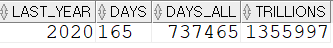 LAST_YEAR DAYS DAYS_ALL TRILLIONS
2020 165 737465 1355997